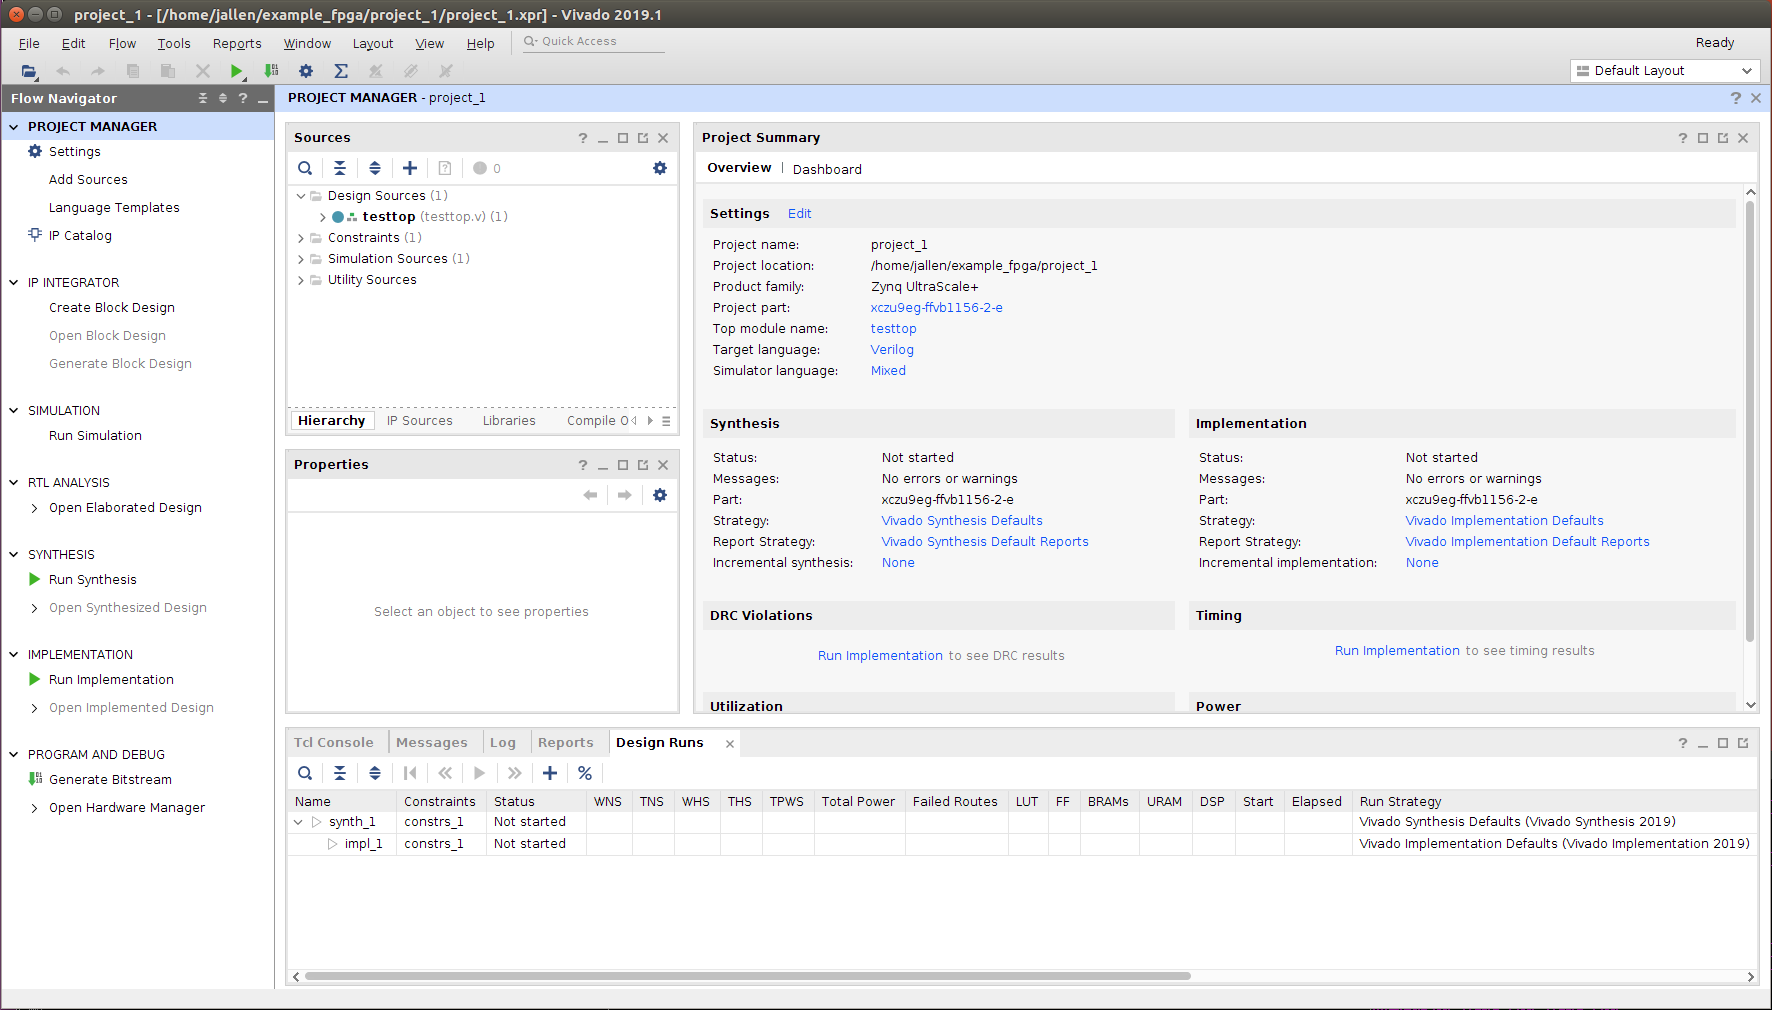 project_1 - [/home/jallen/example_fpga/project_1/project_1.xpr] - Vivado 2019.1
File Edit Flow Tools Reports Window Layout View Help Quick Access
Ready
Default Layout
Flow Navigator
PROJECT MANAGER
Settings
Add Sources
Language Templates
IP Catalog
IP INTEGRATOR
Create Block Design
Open Block Design
Generate Block Design
SIMULATION
Run Simulation
RTL ANALYSIS
Open Elaborated Design
SYNTHESIS
Run Synthesis
Open Synthesized Design
IMPLEMENTATION
Run Implementation
Open Implemented Design
PROGRAM AND DEBUG
Generate Bitstream
Open Hardware Manager
PROJECT MANAGER - project_1
Sources
0
Design Sources (1)
testtop (testtop.v) (1)
Constraints (1)
Simulation Sources (1)
Utility Sources
Hierarchy IP Sources Libraries Compile O
Properties
Select an object to see properties
Project Summary
Overview | Dashboard
Settings Edit
Project name: project_1
Project location: /home/jallen/example_fpga/project_1
Product family: Zynq UltraScale+
Project part: xczu9eg-ffvb1156-2-e
Top module name: testtop
Target language: Verilog
Simulator language: Mixed
Synthesis
Status: Not started
Messages: No errors or warnings
Part: xczu9eg-ffvb1156-2-e
Strategy: Vivado Synthesis Defaults
Report Strategy: Vivado Synthesis Default Reports
Incremental synthesis: None
Implementation
Status: Not started
Messages: No errors or warnings
Part: xczu9eg-ffvb1156-2-e
Strategy: Vivado Implementation Defaults
Report Strategy: Vivado Implementation Default Reports
Incremental implementation: None
DRC Violations
Run Implementation to see DRC results
Timing
Run Implementation to see timing results
Utilization
Power
Tcl Console Messages Log Reports Design Runs
Name Constraints Status WNS TNS WHS THS TPWS Total Power Failed Routes LUT FF BRAMs URAM DSP Start Elapsed Run Strategy
synth_1 constrs_1 Not started Vivado Synthesis Defaults (Vivado Synthesis 2019)
impl_1 constrs_1 Not started Vivado Implementation Defaults (Vivado Implementation 2019)